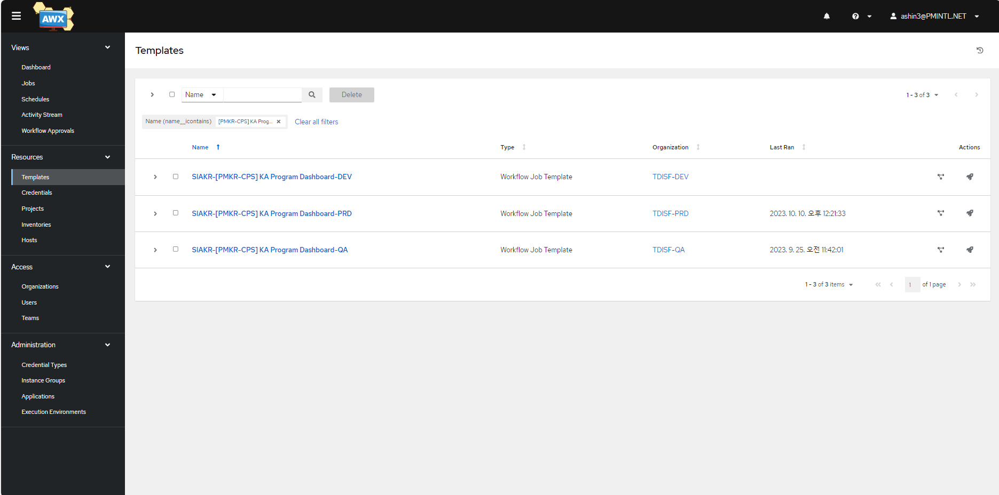 AWX
ashin3@PMINTL.NET
Views
Dashboard
Jobs
Schedules
Activity Stream
Workflow Approvals
Resources
Templates
Credentials
Projects
Inventories
Hosts
Access
Organizations
Users
Teams
Administration
Credential Types
Instance Groups
Applications
Execution Environments
Templates
Name Delete 1 - 3 of 3
Name (name__icontains) [PMKR-CPS] KA Prog... Clear all filters
Name Type Organization Last Ran Actions
SIAKR-[PMKR-CPS] KA Program Dashboard-DEV Workflow Job Template TDISF-DEV
SIAKR-[PMKR-CPS] KA Program Dashboard-PRD Workflow Job Template TDISF-PRD 2023. 10. 10. 오후 12:21:33
SIAKR-[PMKR-CPS] KA Program Dashboard-QA Workflow Job Template TDISF-QA 2023. 9. 25. 오전 11:42:01
1 - 3 of 3 items 1 of 1 page